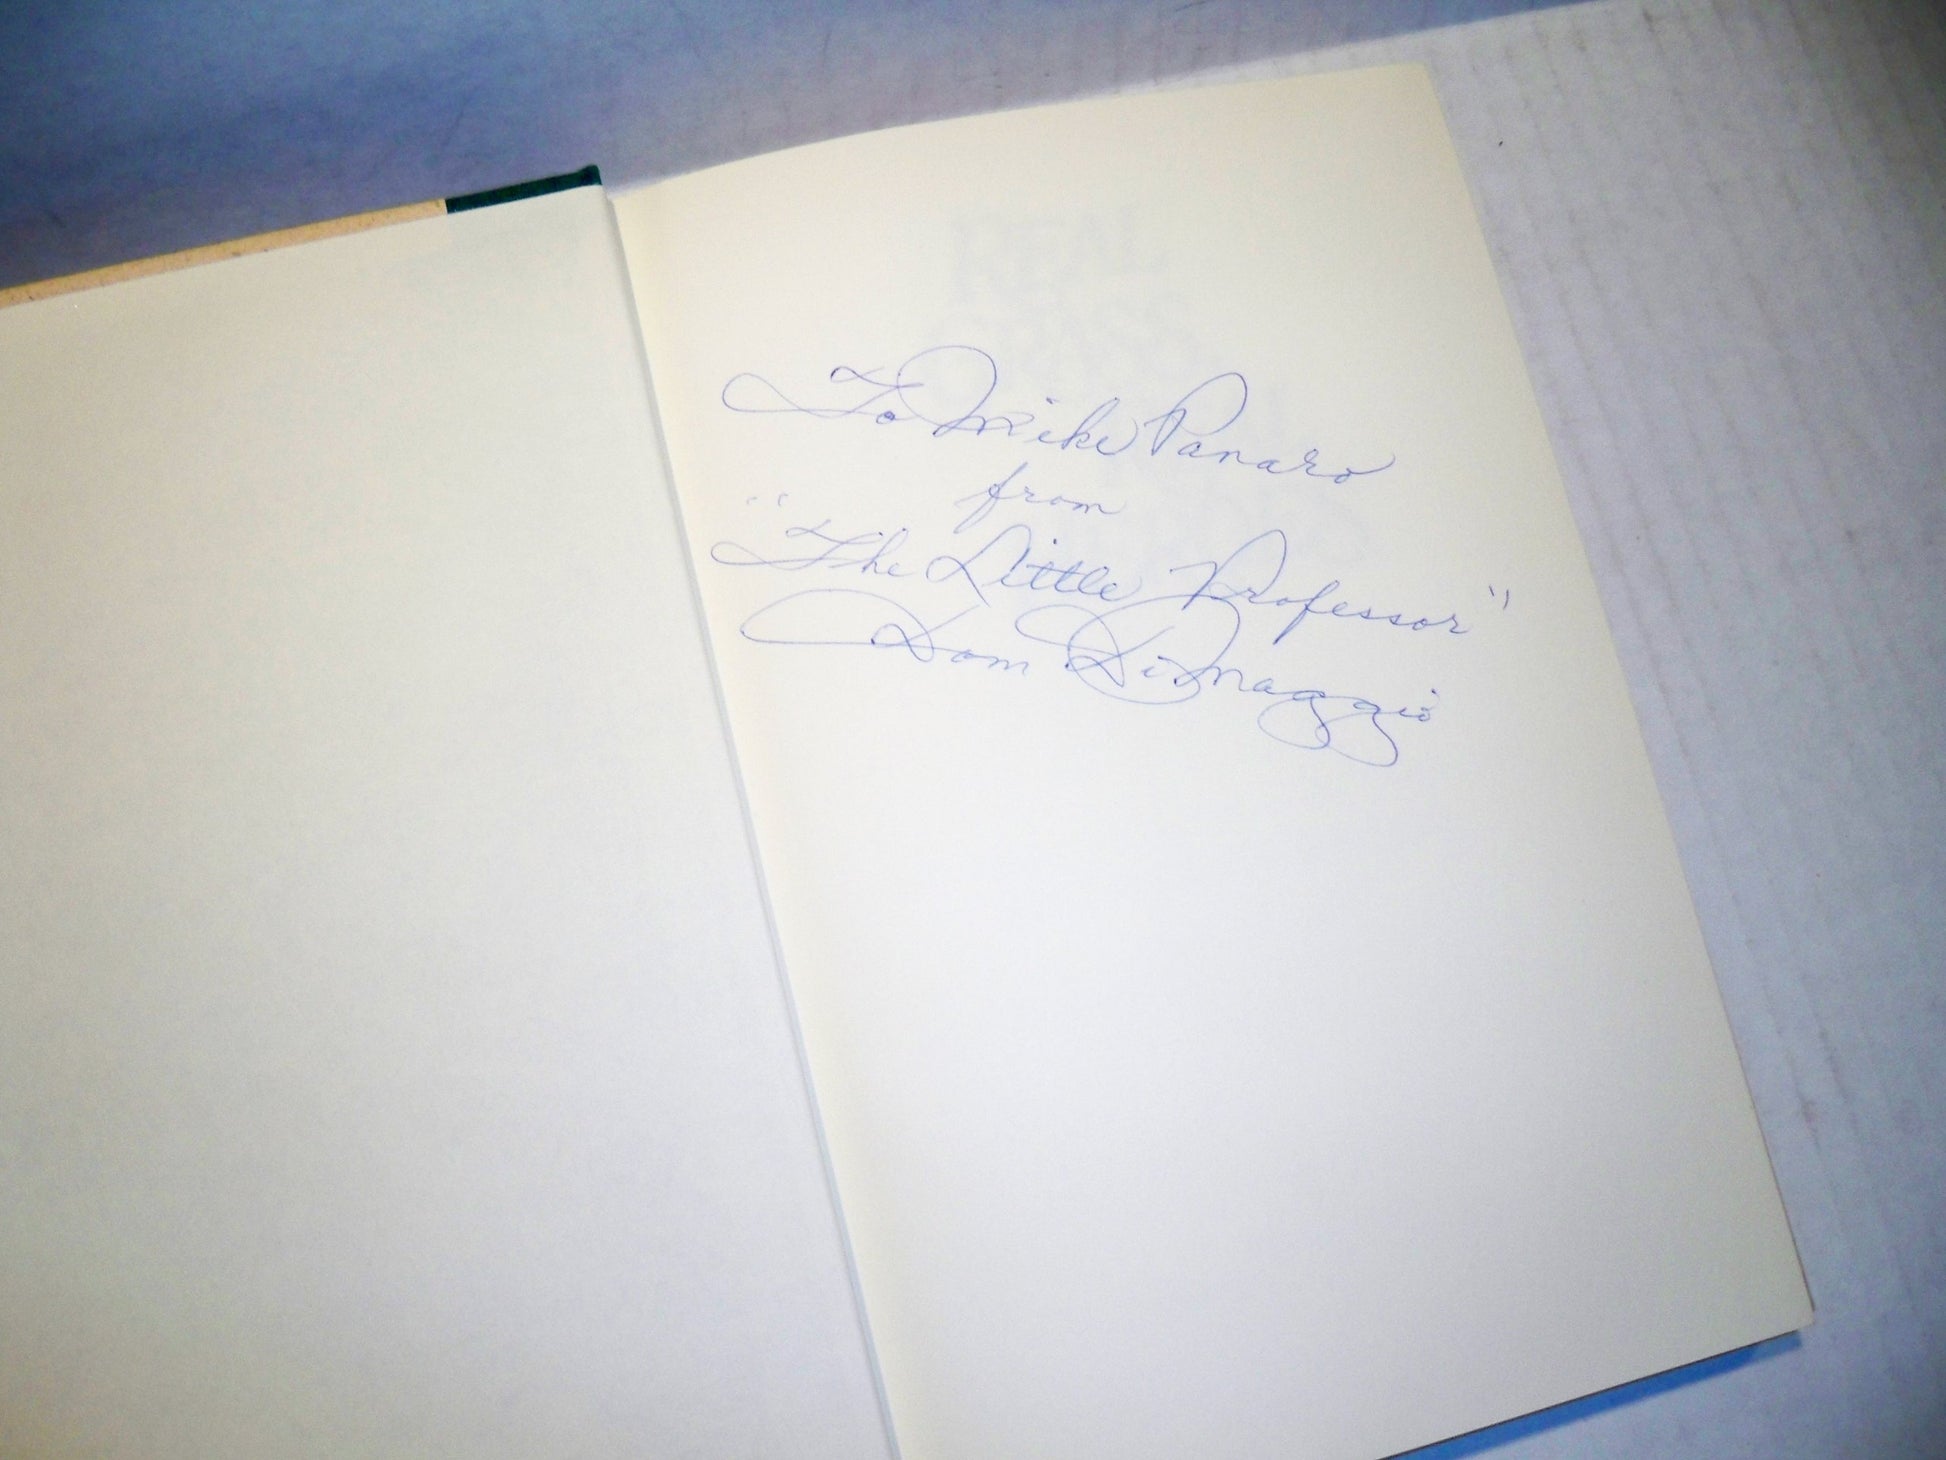 To Mike Panaro
from
"The Little Professor"
Dom DiMaggio